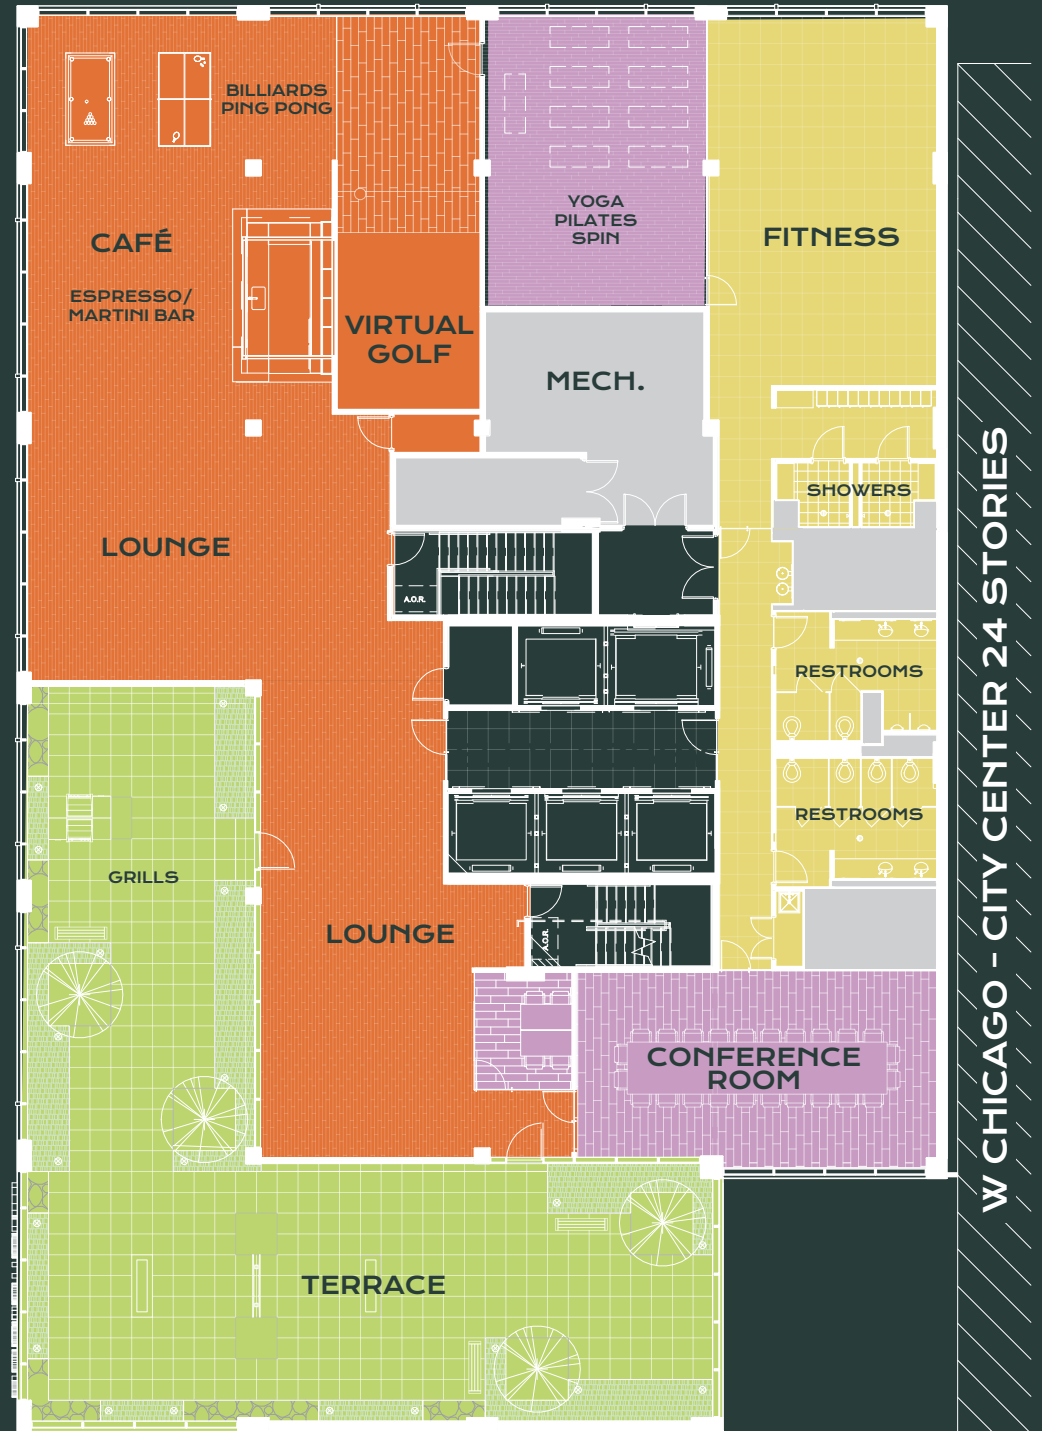 BILLIARDS
PING PONG
YOGA
PILATES
SPIN
CAFÉ
FITNESS
ESPRESSO/
MARTINI BAR
VIRTUAL
GOLF
MECH.
SHOWERS
LOUNGE
A.O.R.
RESTROOMS
RESTROOMS
GRILLS
LOUNGE
A.O.R.
CONFERENCE
ROOM
TERRACE
W CHICAGO - CITY CENTER 24 STORIES